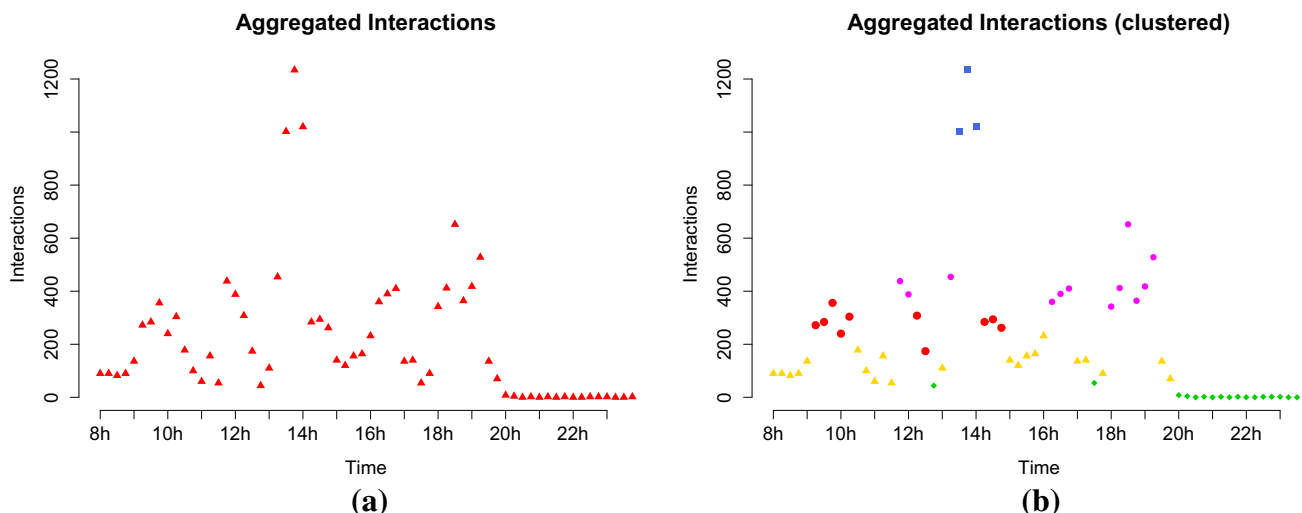 Aggregated Interactions
Interactions
0 200 400 600 800 1200
8h 10h 12h 14h 16h 18h 20h 22h
Time
(a)
Aggregated Interactions (clustered)
Interactions
0 200 400 600 800 1200
8h 10h 12h 14h 16h 18h 20h 22h
Time
(b)